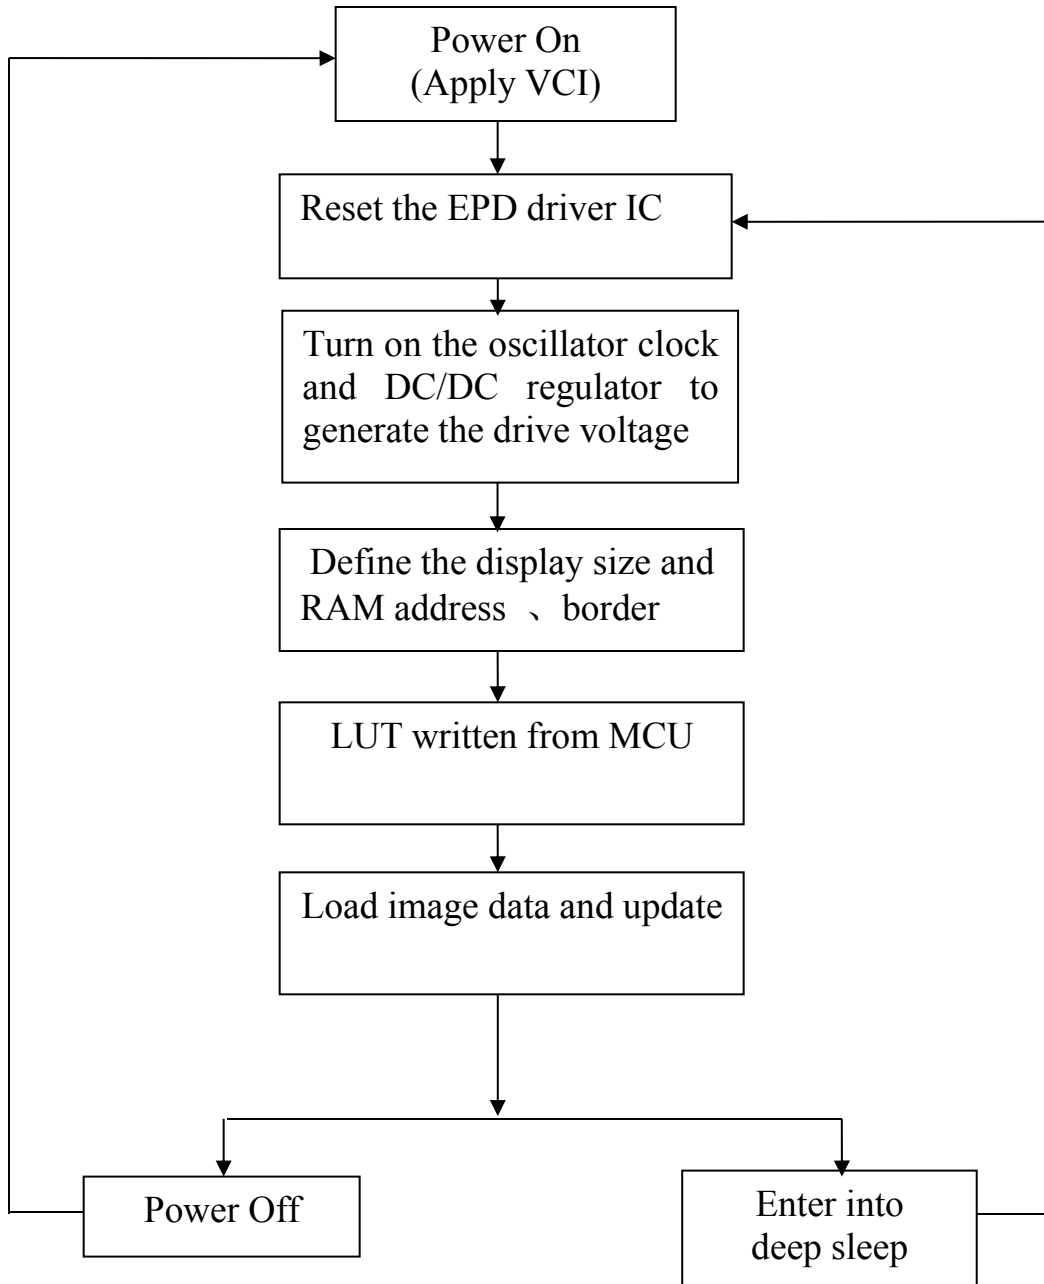 Power On
(Apply VCI)
Reset the EPD driver IC
Turn on the oscillator clock
and DC/DC regulator to
generate the drive voltage
Define the display size and
RAM address 、border
LUT written from MCU
Load image data and update
Power Off
Enter into
deep sleep